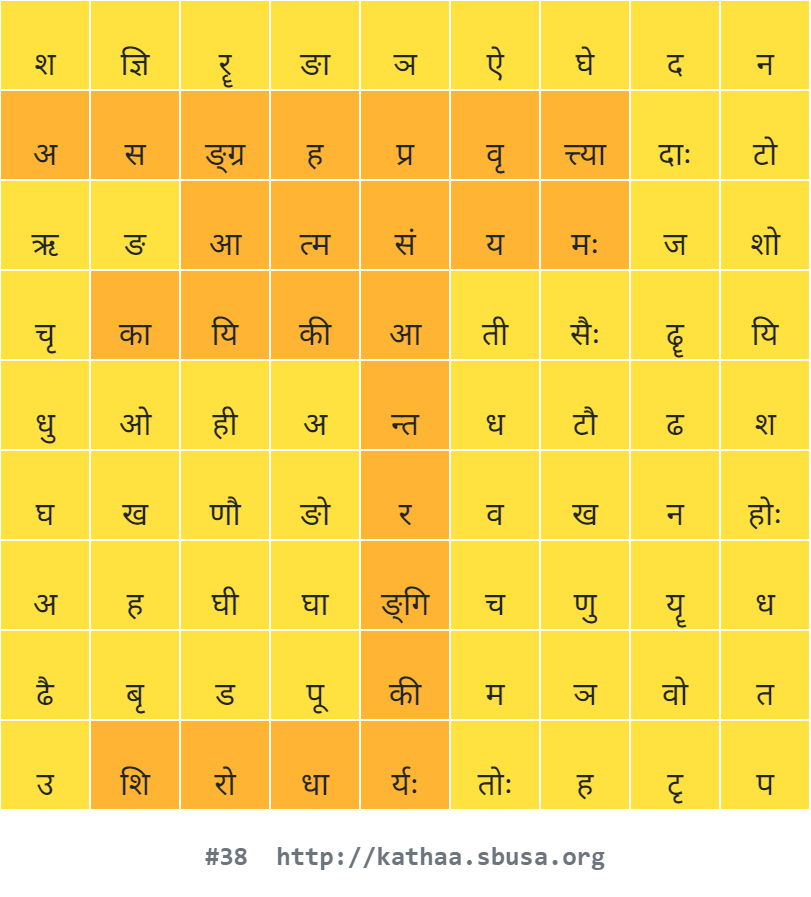 श ज्ञि रॄ ङा ञ ऐ घे द न
अ स ङ्ग्र ह प्र वृ त्त्या दाः टो
ऋ ङ आ त्म सं य मः ज शो
चृ का यि की आ ती सैः ढॄ यि
धु ओ ही अ न्त ध टौ ढ श
घ ख णौ ङो र व ख न होः
अ ह घी घा ङ्गि च णु यॄ ध
ढै बृ ड पू की म ञ वो त
उ शि रो धा र्यः तोः ह टृ प
#38 http://kathaa.sbusa.org